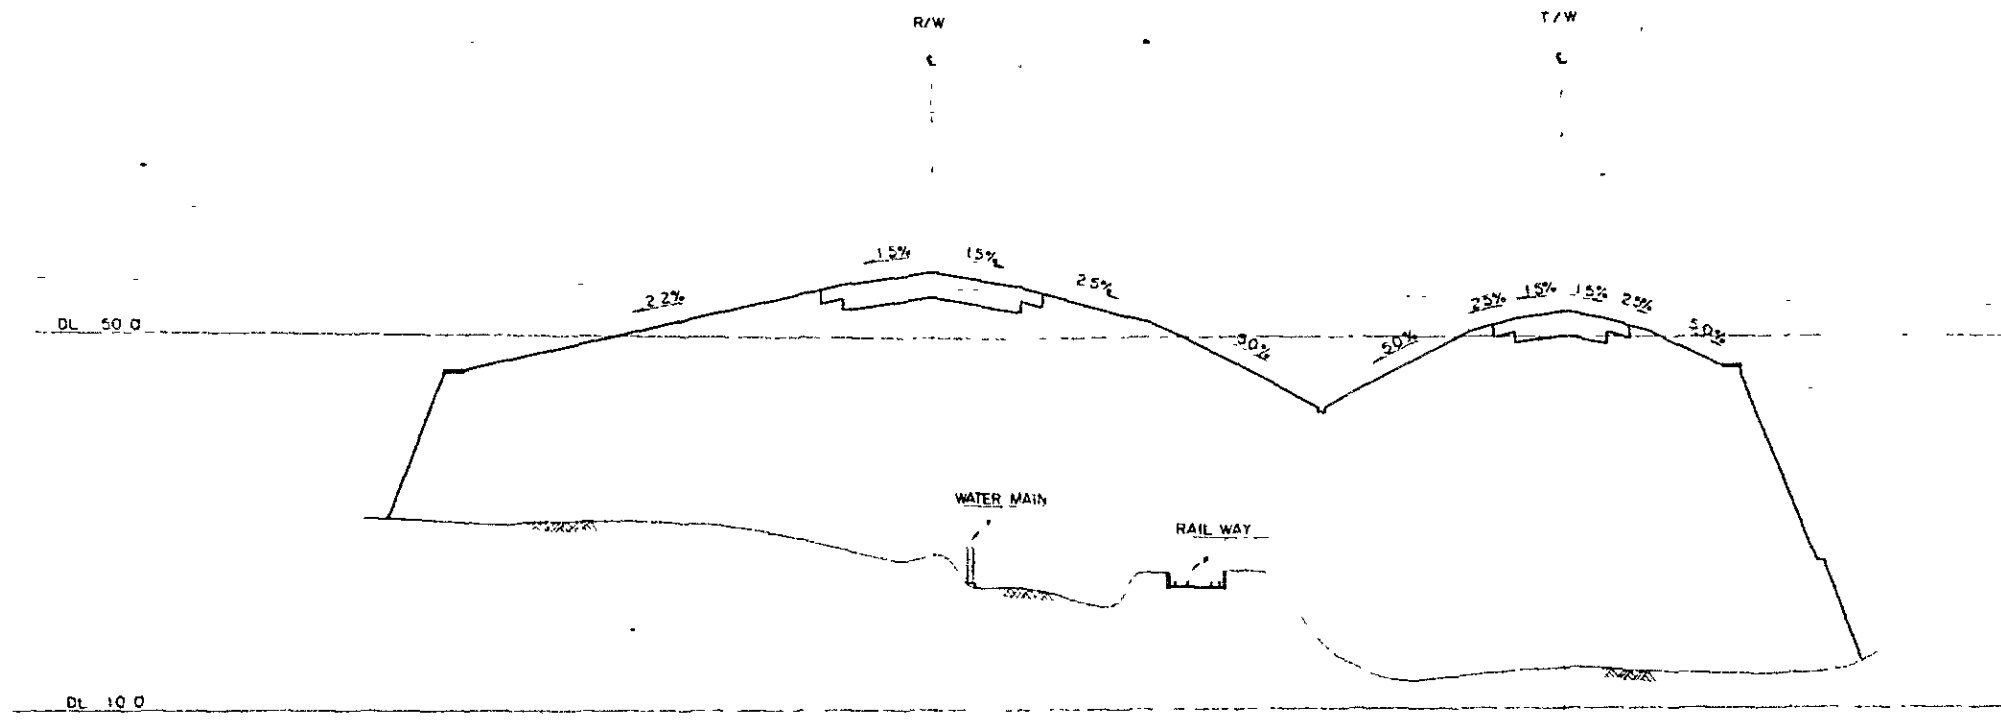 R/W
T/W
℄
℄
1.5%
1.5%
2.5%
2.2%
2.5%
1.5%
1.5%
2.5%
DL 50.0
5.0%
5.0%
5.0%
WATER MAIN
RAIL WAY
DL 10.0